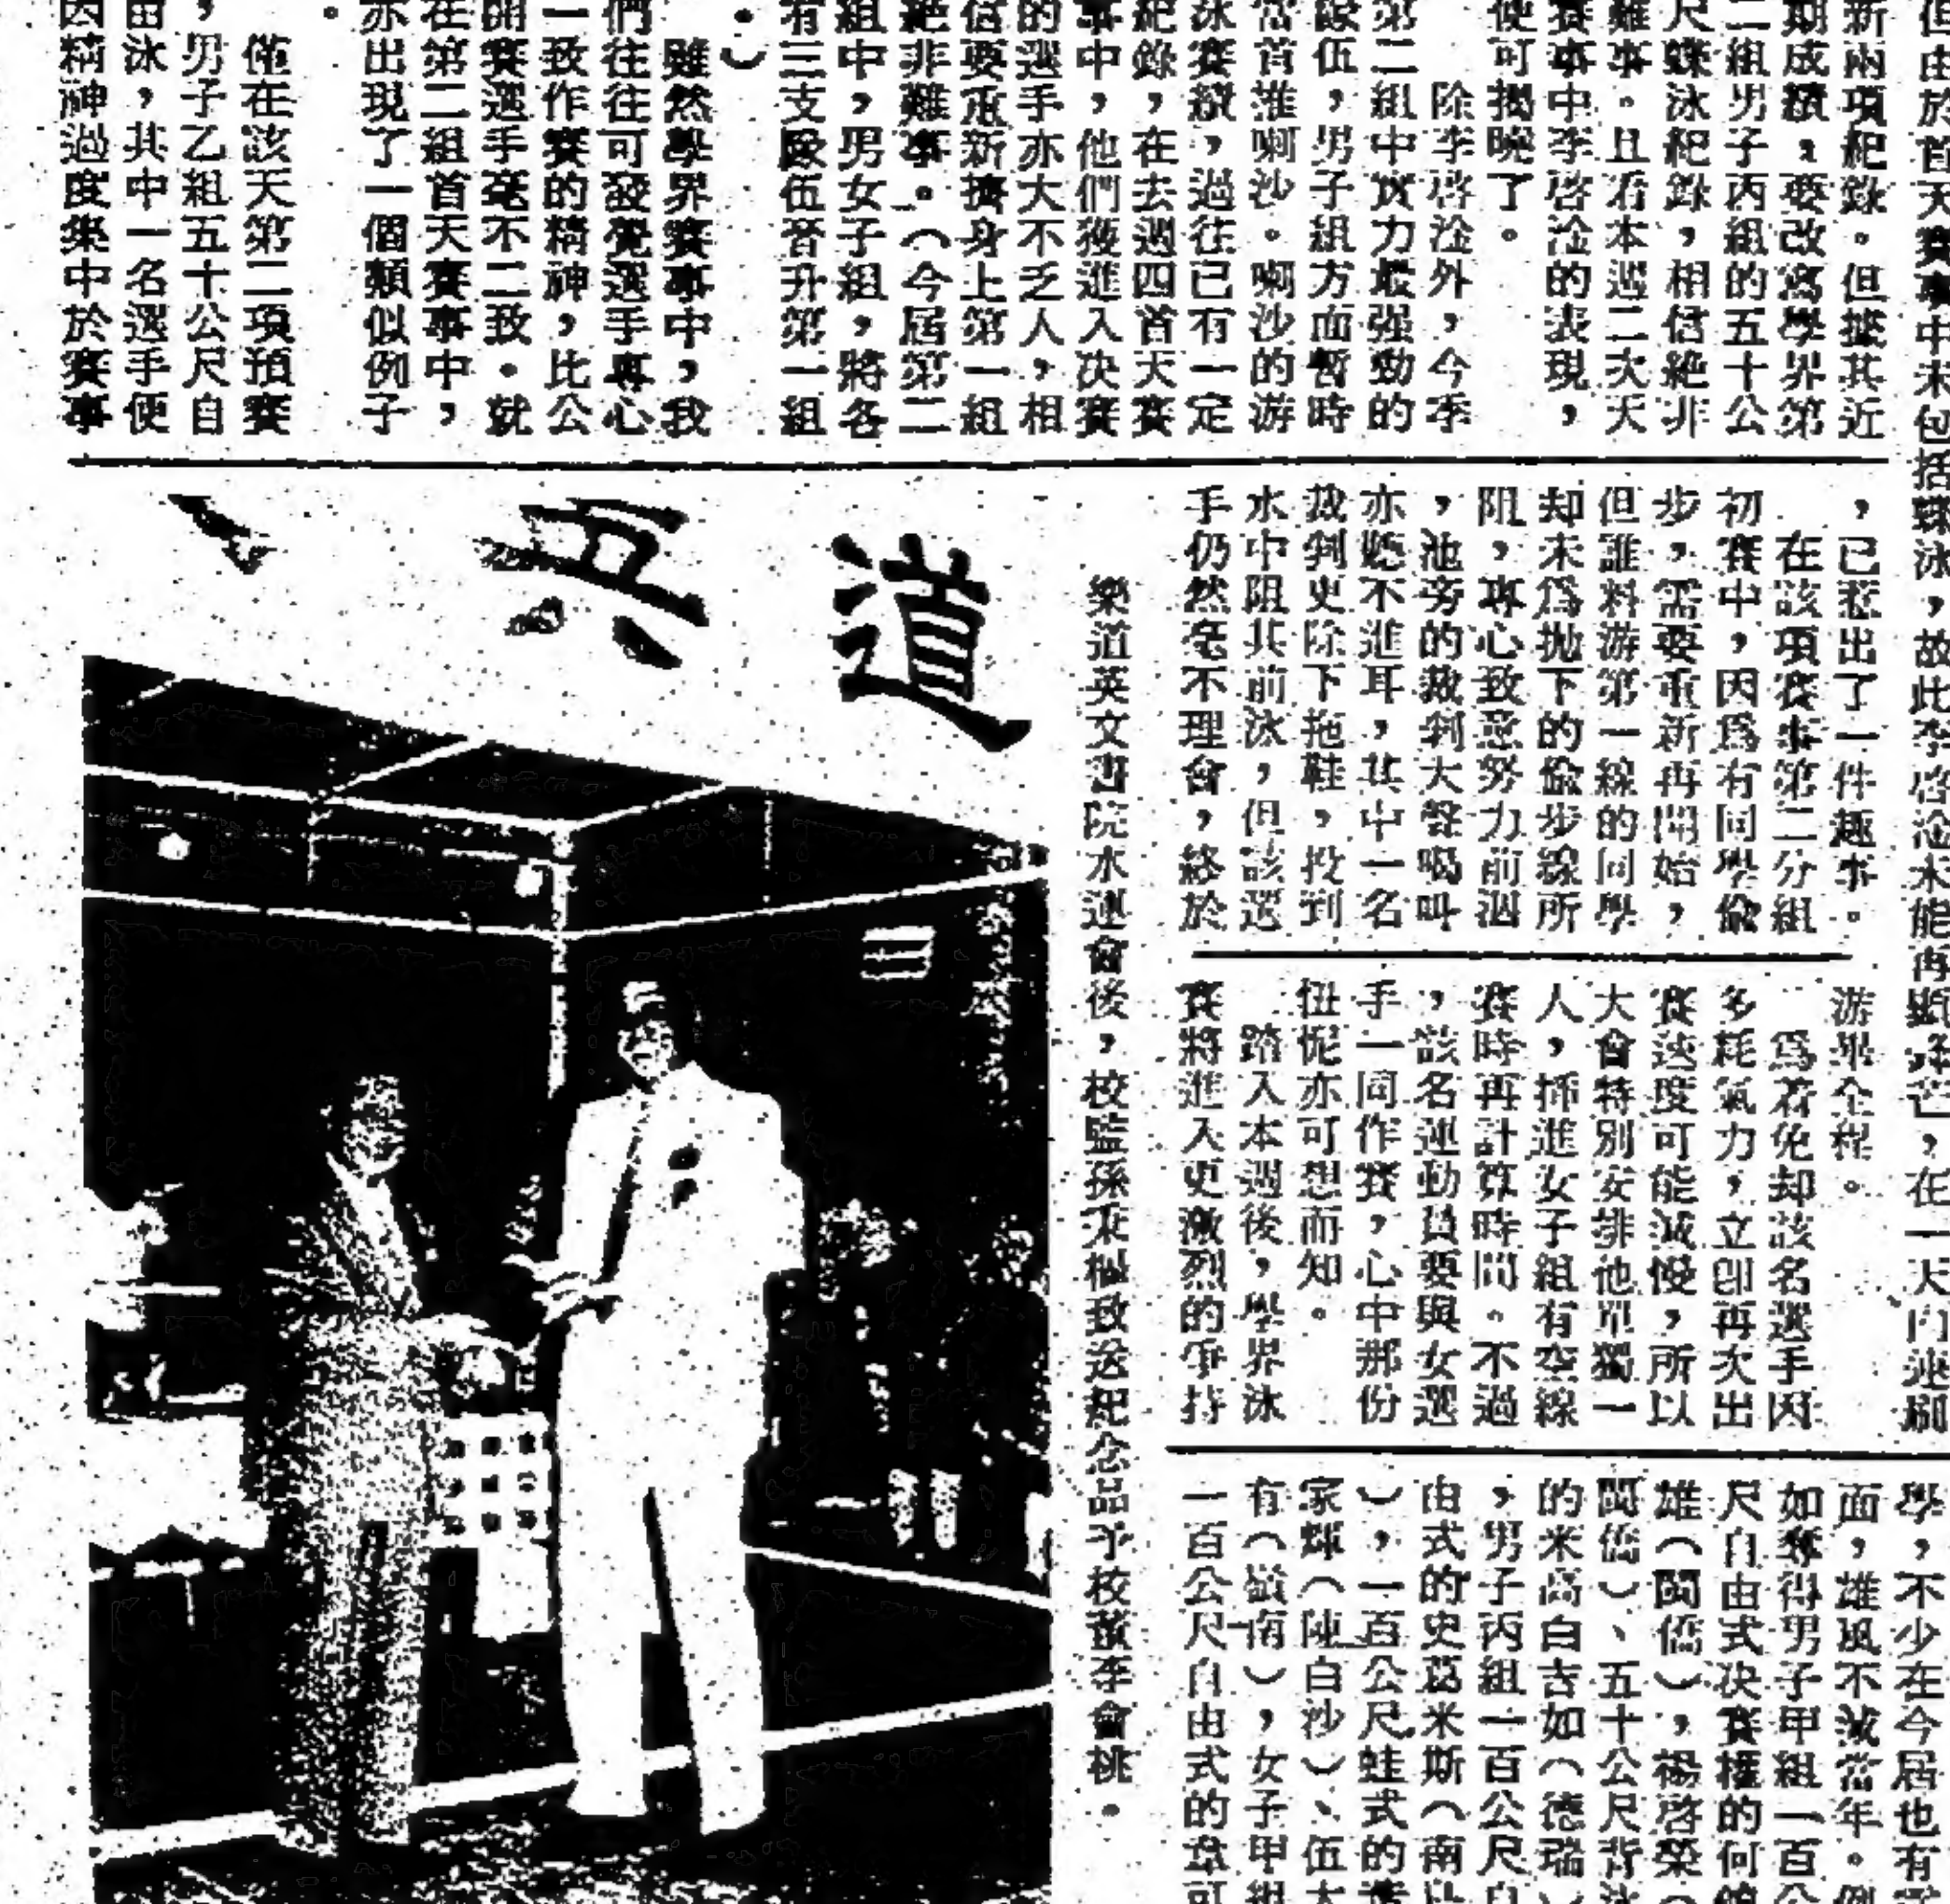 但由於首天賽事中未包括蝶泳，故此李啓淦未能再顯鋒芒，在一天內連刷
新兩項紀錄。但據其近
期成績，要改寫學界第
二組男子丙組的五十公
尺蝶泳紀錄，相信絕非
難事。且看本週二次天
賽事中李啓淦的表現，
便可揭曉了。
除李啓淦外，今季
第二組中實力最强勁的
隊伍，男子組方面暫時
當首推喇沙。喇沙的游
泳賽績，過往已有一定
紀錄，在去週四首天賽
事中，他們獲進入决賽
的選手亦大不乏人，相
信要重新擠身上第一組
絕非難事。（今屆第二
組中，男女子組，將各
有三支隊伍晉升第一組
。）
雖然學界賽事中，我
們往往可發覺選手專心
一致作賽的精神，比公
開賽選手毫不二致。就
在第二組首天賽事中，
亦出現了一個類似例子
。
僅在該天第二項預賽
，男子乙組五十公尺自
由泳，其中一名選手便
因精神過度集中於賽事
，已惹出了一件趣事。
在該項賽事第二分組
初賽中，因爲有同學偷
步，需要重新再開始，
但誰料游第一線的同學
却未爲拋下的偷步線所
阻，專心致意努力前泅
，池旁的裁判大聲喝叫
亦聽不進耳，其中一名
裁判更除下拖鞋，投到
水中阻其前泳，但該選
手仍然毫不理會，終於
游畢全程。
爲着免却該名選手因
多耗氣力，立即再次出
賽速度可能減慢，所以
大會特別安排他單獨一
人，揷進女子組有空線
賽時再計算時間。不過
，該名運動員要與女選
手一同作賽，心中那份
忸怩亦可想而知。
踏入本週後，學界泳
賽將進入更激烈的爭持
學，不少在今屆也有
面，雄風不減當年。例
如奪得男子甲組一百公
尺自由式决賽權的何
雄（閩僑），楊啓榮（
閩僑）、五十公尺背泳
的米高白吉如（德瑞）
，男子丙組一百公尺自
由式的史葛米斯（南島
），一百公尺蛙式的
家輝（陳白沙）、伍
有（嶺南），女子甲組
一百公尺自由式的
道
樂道英文書院水運會後，校監孫秉樞致送紀念品予校董李會桃。